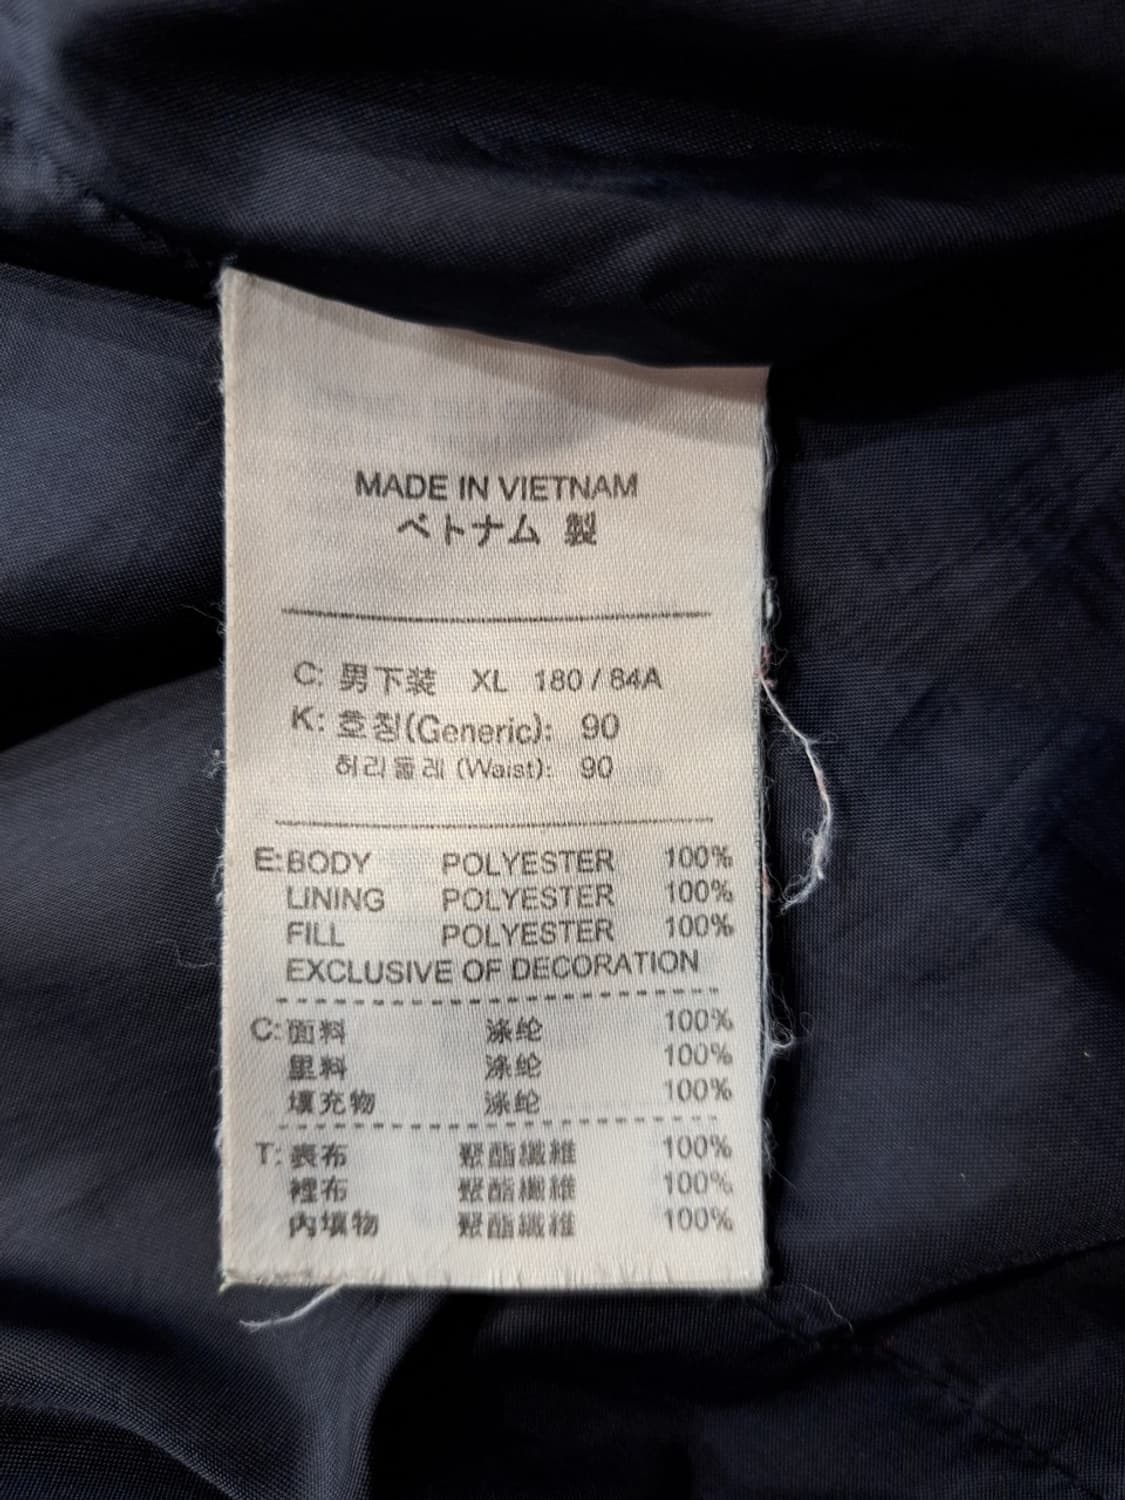 MADE IN VIETNAM
ベトナム 製
C: 男下装 XL 180 / 84A
K: 호칭(Generic): 90
허리둘레 (Waist): 90
E: BODY POLYESTER 100%
LINING POLYESTER 100%
FILL POLYESTER 100%
EXCLUSIVE OF DECORATION
C: 面料 涤纶 100%
里料 涤纶 100%
填充物 涤纶 100%
T: 表布 聚酯纖維 100%
裡布 聚酯纖維 100%
內填物 聚酯纖維 100%